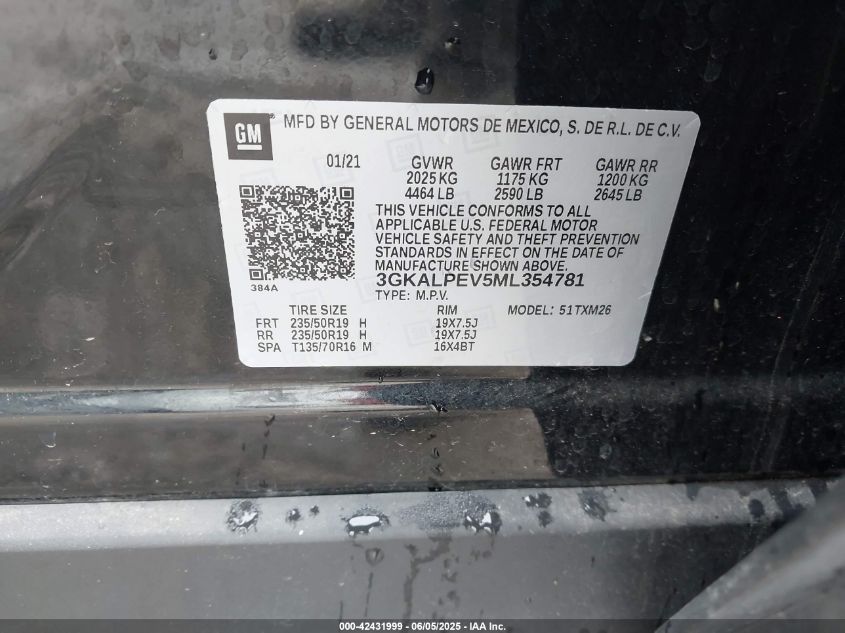 GM ® MFD BY GENERAL MOTORS DE MEXICO, S. DE R.L. DE C.V.
01/21 GVWR GAWR FRT GAWR RR
2025 KG 1175 KG 1200 KG
4464 LB 2590 LB 2645 LB
THIS VEHICLE CONFORMS TO ALL
APPLICABLE U.S. FEDERAL MOTOR
VEHICLE SAFETY AND THEFT PREVENTION
STANDARDS IN EFFECT ON THE DATE OF
MANUFACTURE SHOWN ABOVE.
384A 3GKALPEV5ML354781
TYPE: M.P.V.
TIRE SIZE RIM MODEL: 51TXM26
FRT 235/50R19 H 19X7.5J
RR 235/50R19 H 19X7.5J
SPA T135/70R16 M 16X4BT
000-42431999 - 06/05/2025 - IAA Inc.